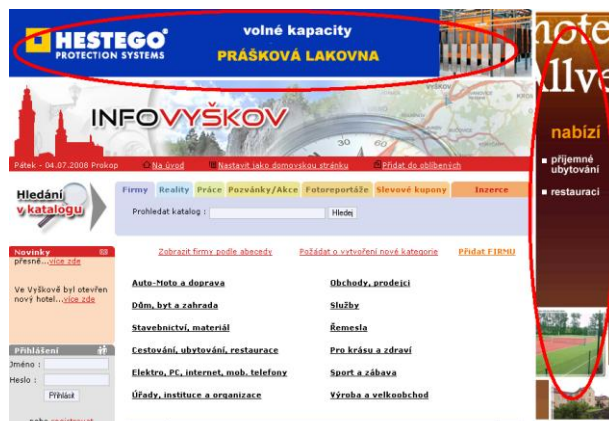 HESTEGO®
PROTECTION SYSTEMS
volné kapacity
PRÁŠKOVÁ LAKOVNA
nabízí
příjemné
ubytování
restauraci
INFOVYŠKOV
Pátek - 04.07.2008 Prokop
Na úvod
Nastavit jako domovskou stránku
Přidat do oblíbených
Hledání
v katalogu
Firmy Reality Práce Pozvánky/Akce Fotoreportáže Slevové kupony Inzerce
Prohledat katalog :
Hledej
Novinky
přesně...více zde
Ve Vyškově byl otevřen
nový hotel...více zde
Zobrazit firmy podle abecedy
Požádat o vytvoření nové kategorie
Přidat FIRMU
Auto-Moto a doprava
Obchody, prodejci
Dům, byt a zahrada
Služby
Stavebnictví, materiál
Řemesla
Cestování, ubytování, restaurace
Pro krásu a zdraví
Elektro, PC, internet, mob. telefony
Sport a zábava
Úřady, instituce a organizace
Výroba a velkoobchod
Přihlášení
Jméno :
Heslo :
Přihlásit